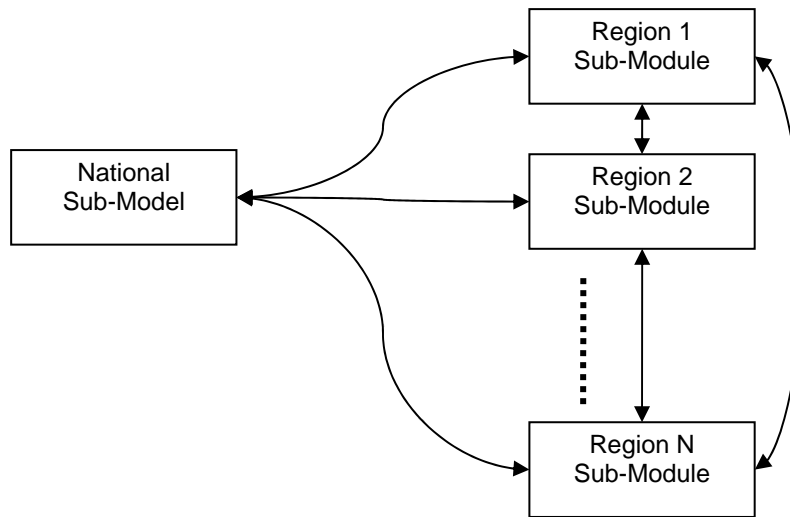 Region 1
Sub-Module
National
Sub-Model
Region 2
Sub-Module
Region N
Sub-Module